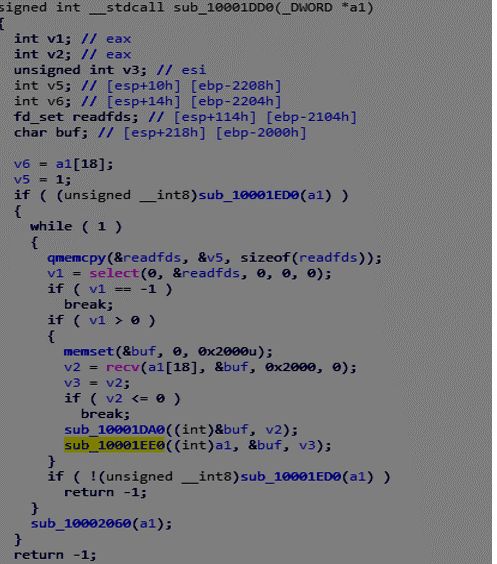 signed int __stdcall sub_10001DD0(_DWORD *a1)
{
int v1; // eax
int v2; // eax
unsigned int v3; // esi
int v5; // [esp+10h] [ebp-2208h]
int v6; // [esp+14h] [ebp-2204h]
fd_set readfds; // [esp+114h] [ebp-2104h]
char buf; // [esp+218h] [ebp-2000h]
v6 = a1[18];
v5 = 1;
if ( (unsigned __int8)sub_10001ED0(a1) )
{
while ( 1 )
{
qmemcpy(&readfds, &v5, sizeof(readfds));
v1 = select(0, &readfds, 0, 0, 0);
if ( v1 == -1 )
break;
if ( v1 > 0 )
{
memset(&buf, 0, 0x2000u);
v2 = recv(a1[18], &buf, 0x2000, 0);
v3 = v2;
if ( v2 <= 0 )
break;
sub_10001DA0((int)&buf, v2);
sub_10001EE0((int)a1, &buf, v3);
}
if ( !(unsigned __int8)sub_10001ED0(a1) )
return -1;
}
sub_10002060(a1);
}
return -1;